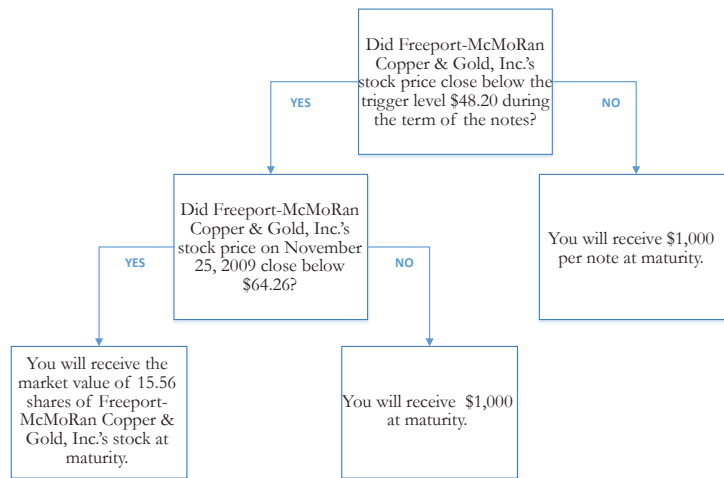 Did Freeport-McMoRan
Copper & Gold, Inc.'s
stock price close below the
trigger level $48.20 during
the term of the notes?
YES
NO
Did Freeport-McMoRan
Copper & Gold, Inc.'s
stock price on November
25, 2009 close below
$64.26?
You will receive $1,000
per note at maturity.
YES
NO
You will receive the
market value of 15.56
shares of Freeport-
McMoRan Copper &
Gold, Inc.'s stock at
maturity.
You will receive $1,000
at maturity.